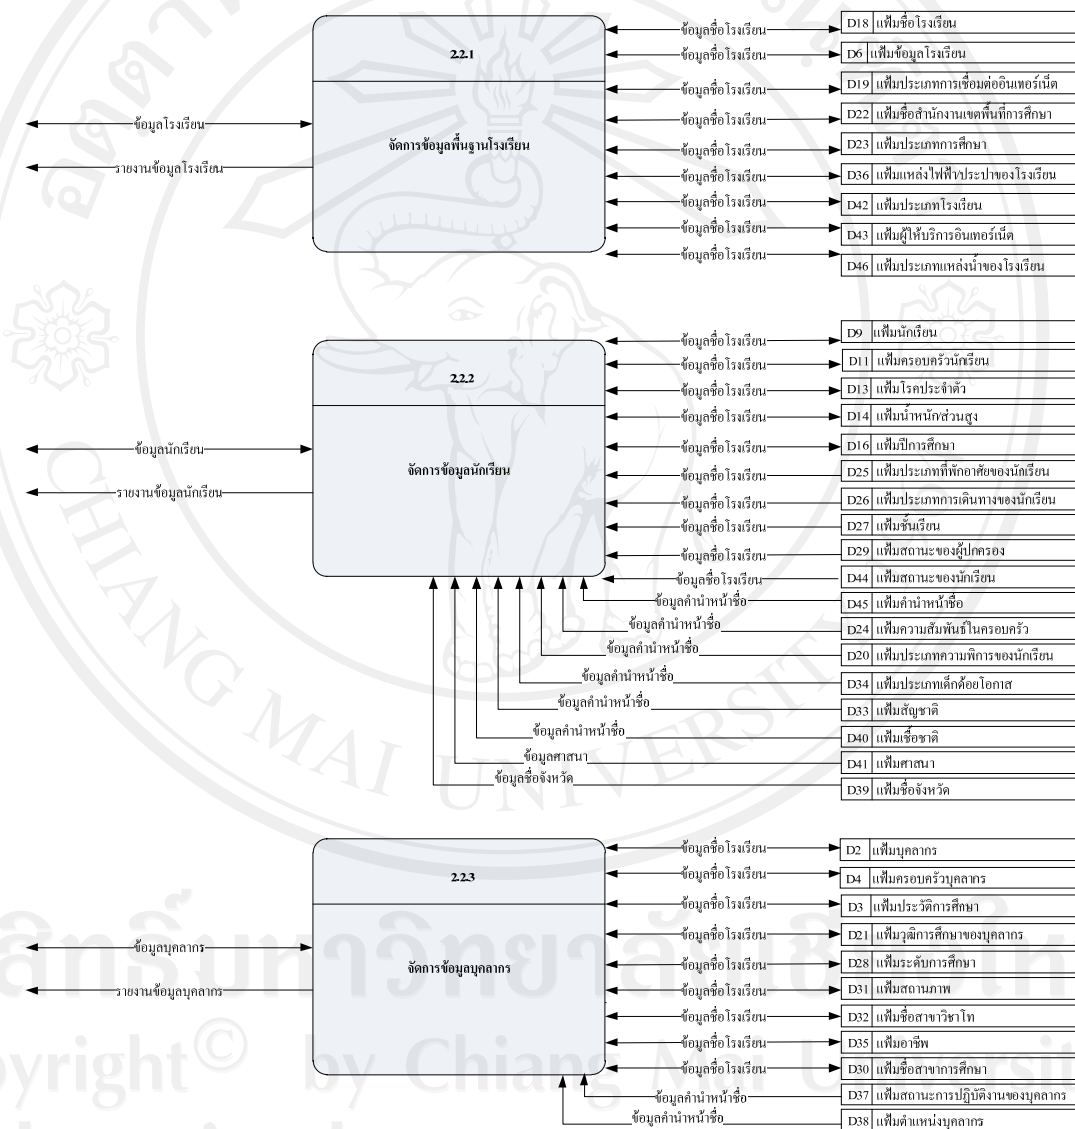 2.2.1
จัดการข้อมูลพื้นฐานโรงเรียน
ข้อมูลโรงเรียน
รายงานข้อมูลโรงเรียน
ข้อมูลชื่อโรงเรียน D18 แฟ้มชื่อโรงเรียน
ข้อมูลชื่อโรงเรียน D6 แฟ้มข้อมูลโรงเรียน
ข้อมูลชื่อโรงเรียน D19 แฟ้มประเภทการเชื่อมต่ออินเทอร์เน็ต
ข้อมูลชื่อโรงเรียน D22 แฟ้มชื่อสำนักงานเขตพื้นที่การศึกษา
ข้อมูลชื่อโรงเรียน D23 แฟ้มประเภทการศึกษา
ข้อมูลชื่อโรงเรียน D36 แฟ้มแหล่งไฟฟ้า/ประปาของโรงเรียน
ข้อมูลชื่อโรงเรียน D42 แฟ้มประเภทโรงเรียน
ข้อมูลชื่อโรงเรียน D43 แฟ้มผู้ให้บริการอินเทอร์เน็ต
ข้อมูลชื่อโรงเรียน D46 แฟ้มประเภทแหล่งน้ำของโรงเรียน
2.2.2
จัดการข้อมูลนักเรียน
ข้อมูลนักเรียน
รายงานข้อมูลนักเรียน
ข้อมูลชื่อโรงเรียน D9 แฟ้มนักเรียน
ข้อมูลชื่อโรงเรียน D11 แฟ้มครอบครัวนักเรียน
ข้อมูลชื่อโรงเรียน D13 แฟ้มโรคประจำตัว
ข้อมูลชื่อโรงเรียน D14 แฟ้มน้ำหนัก/ส่วนสูง
ข้อมูลชื่อโรงเรียน D16 แฟ้มปีการศึกษา
ข้อมูลชื่อโรงเรียน D25 แฟ้มประเภทที่พักอาศัยของนักเรียน
ข้อมูลชื่อโรงเรียน D26 แฟ้มประเภทการเดินทางของนักเรียน
ข้อมูลชื่อโรงเรียน D27 แฟ้มชั้นเรียน
ข้อมูลชื่อโรงเรียน D29 แฟ้มสถานะของผู้ปกครอง
ข้อมูลชื่อโรงเรียน D44 แฟ้มสถานะของนักเรียน
ข้อมูลคำนำหน้าชื่อ D45 แฟ้มคำนำหน้าชื่อ
ข้อมูลคำนำหน้าชื่อ D24 แฟ้มความสัมพันธ์ในครอบครัว
ข้อมูลคำนำหน้าชื่อ D20 แฟ้มประเภทความพิการของนักเรียน
ข้อมูลคำนำหน้าชื่อ D34 แฟ้มประเภทเด็กด้อยโอกาส
ข้อมูลคำนำหน้าชื่อ D33 แฟ้มสัญชาติ
ข้อมูลคำนำหน้าชื่อ D40 แฟ้มเชื้อชาติ
ข้อมูลศาสนา D41 แฟ้มศาสนา
ข้อมูลชื่อจังหวัด D39 แฟ้มชื่อจังหวัด
2.2.3
จัดการข้อมูลบุคลากร
ข้อมูลบุคลากร
รายงานข้อมูลบุคลากร
ข้อมูลชื่อโรงเรียน D2 แฟ้มบุคลากร
ข้อมูลชื่อโรงเรียน D4 แฟ้มครอบครัวบุคลากร
ข้อมูลชื่อโรงเรียน D3 แฟ้มประวัติการศึกษา
ข้อมูลชื่อโรงเรียน D21 แฟ้มวุฒิการศึกษาของบุคลากร
ข้อมูลชื่อโรงเรียน D28 แฟ้มระดับการศึกษา
ข้อมูลชื่อโรงเรียน D31 แฟ้มสถานภาพ
ข้อมูลชื่อโรงเรียน D32 แฟ้มชื่อสาขาวิชาโท
ข้อมูลชื่อโรงเรียน D35 แฟ้มอาชีพ
ข้อมูลชื่อโรงเรียน D30 แฟ้มชื่อสาขาการศึกษา
ข้อมูลคำนำหน้าชื่อ D37 แฟ้มสถานะการปฏิบัติงานของบุคลากร
ข้อมูลคำนำหน้าชื่อ D38 แฟ้มตำแหน่งบุคลากร
CHIANG MAI UNIVERSITY
by Chiang Mai